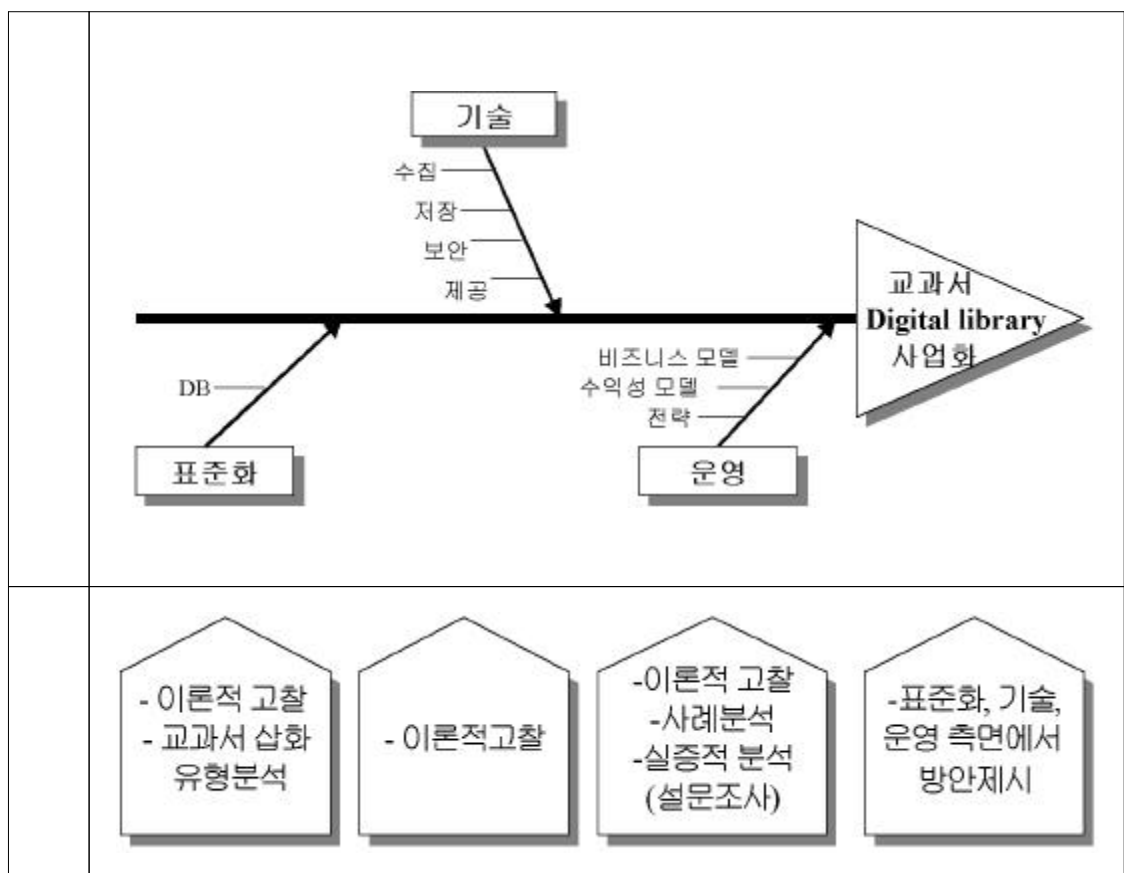 기술
수집
저장
보안
제공
교과서
Digital library
사업화
비즈니스 모델
수익성 모델
전략
DB
표준화
운영
- 이론적 고찰
- 교과서 삽화
유형분석
- 이론적고찰
-이론적 고찰
-사례분석
-실증적 분석
(설문조사)
-표준화, 기술,
운영 측면에서
방안제시